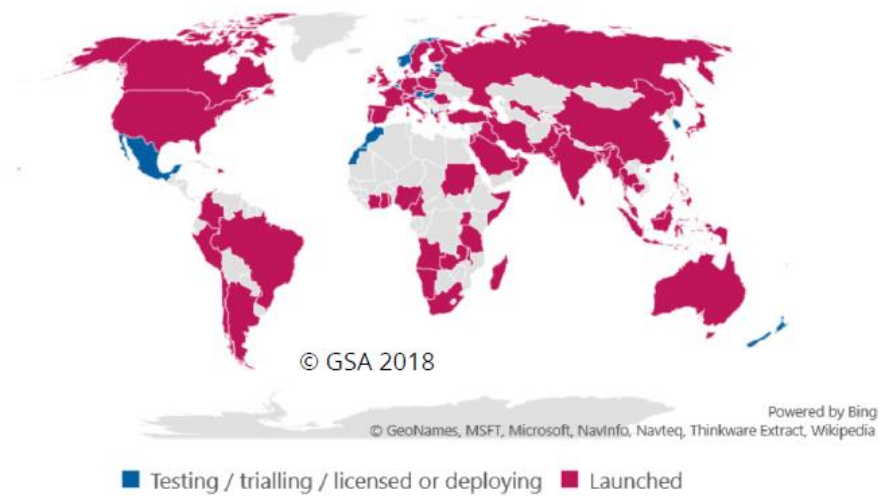 © GSA 2018
Powered by Bing
© GeoNames, MSFT, Microsoft, NavInfo, Navteq, Thinkware Extract, Wikipedia
Testing / trialling / licensed or deploying
Launched